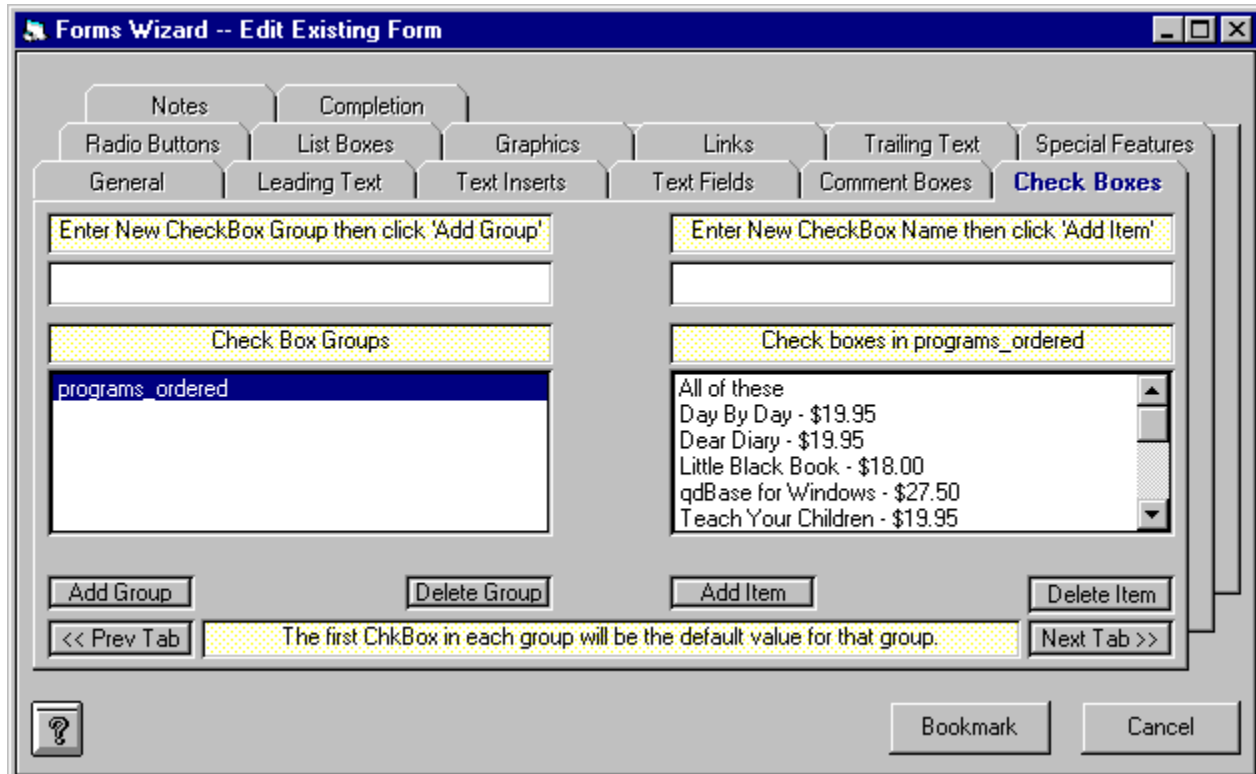 Forms Wizard -- Edit Existing Form
Notes
Completion
Radio Buttons
List Boxes
Graphics
Links
Trailing Text
Special Features
General
Leading Text
Text Inserts
Text Fields
Comment Boxes
Check Boxes
Enter New CheckBox Group then click 'Add Group'
Enter New CheckBox Name then click 'Add Item'
Check Box Groups
Check boxes in programs_ordered
programs_ordered
All of these
Day By Day - $19.95
Dear Diary - $19.95
Little Black Book - $18.00
qdBase for Windows - $27.50
Teach Your Children - $19.95
Add Group
Delete Group
Add Item
Delete Item
<< Prev Tab
The first ChkBox in each group will be the default value for that group.
Next Tab >>
?
Bookmark
Cancel